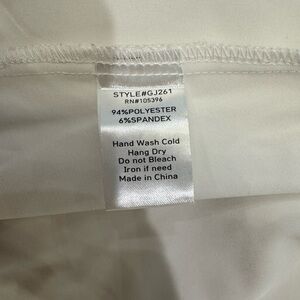 STYLE#GJ261
RN#105396
94%POLYESTER
6%SPANDEX
Hand Wash Cold
Hang Dry
Do not Bleach
Iron if need
Made in China